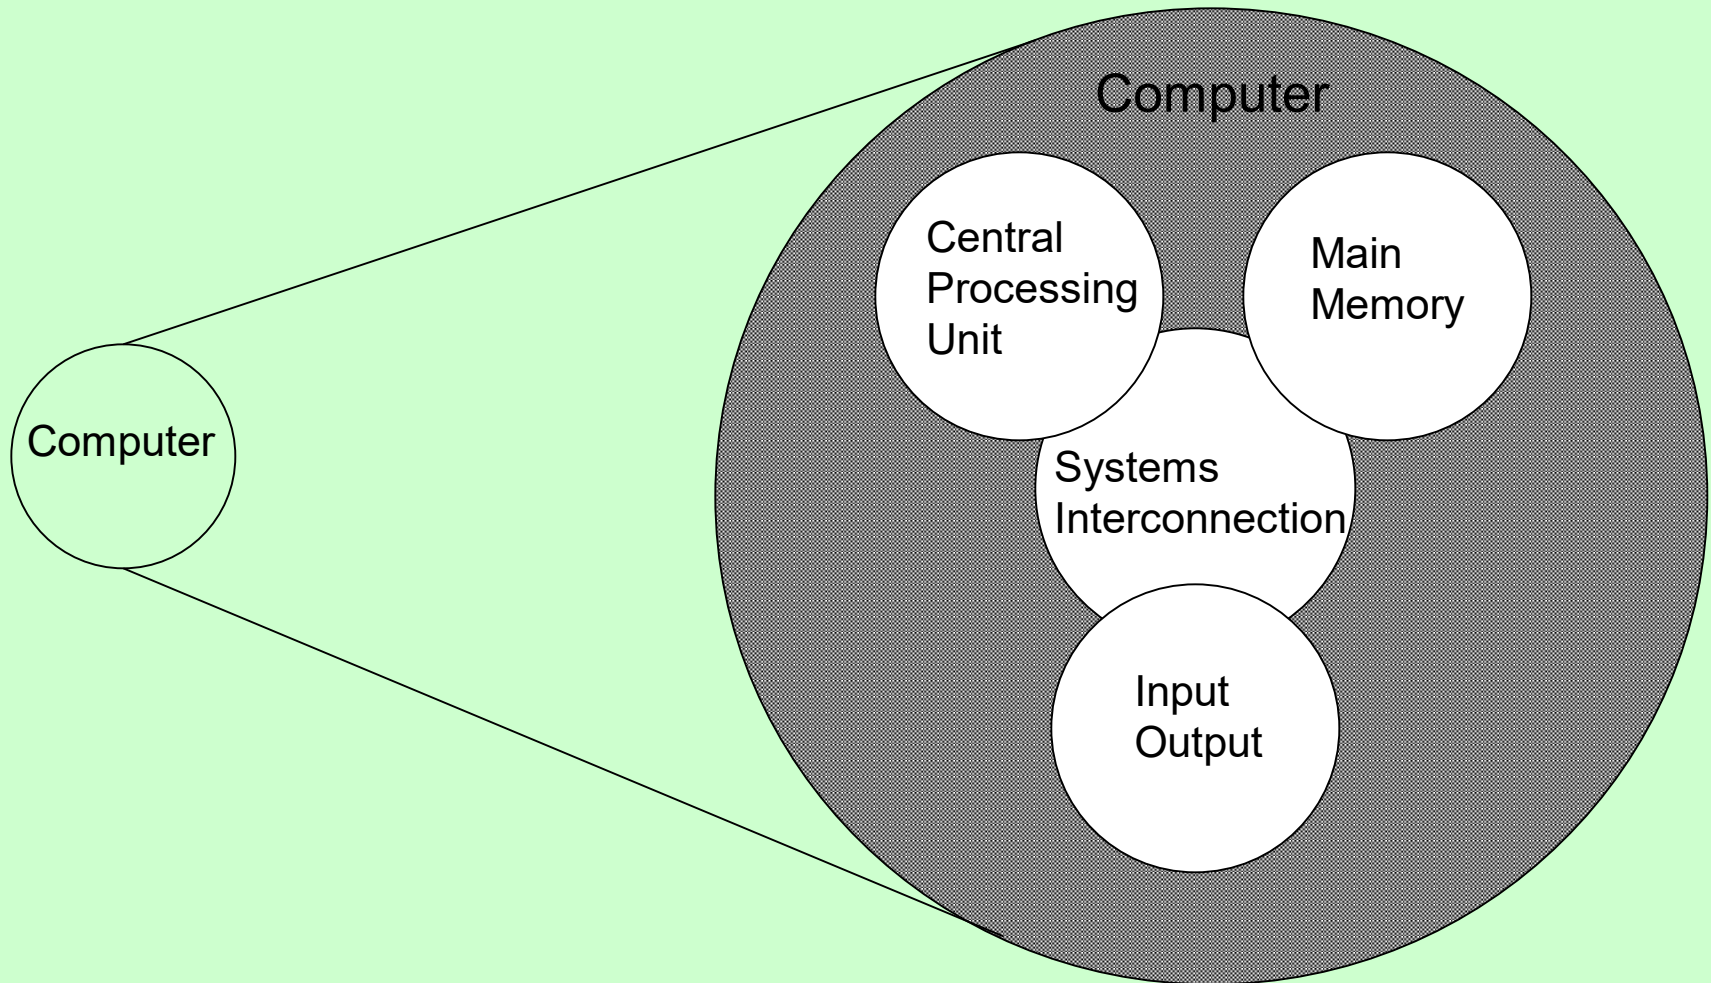 Computer
Central
Processing
Unit
Main
Memory
Computer
Systems
Interconnection
Input
Output